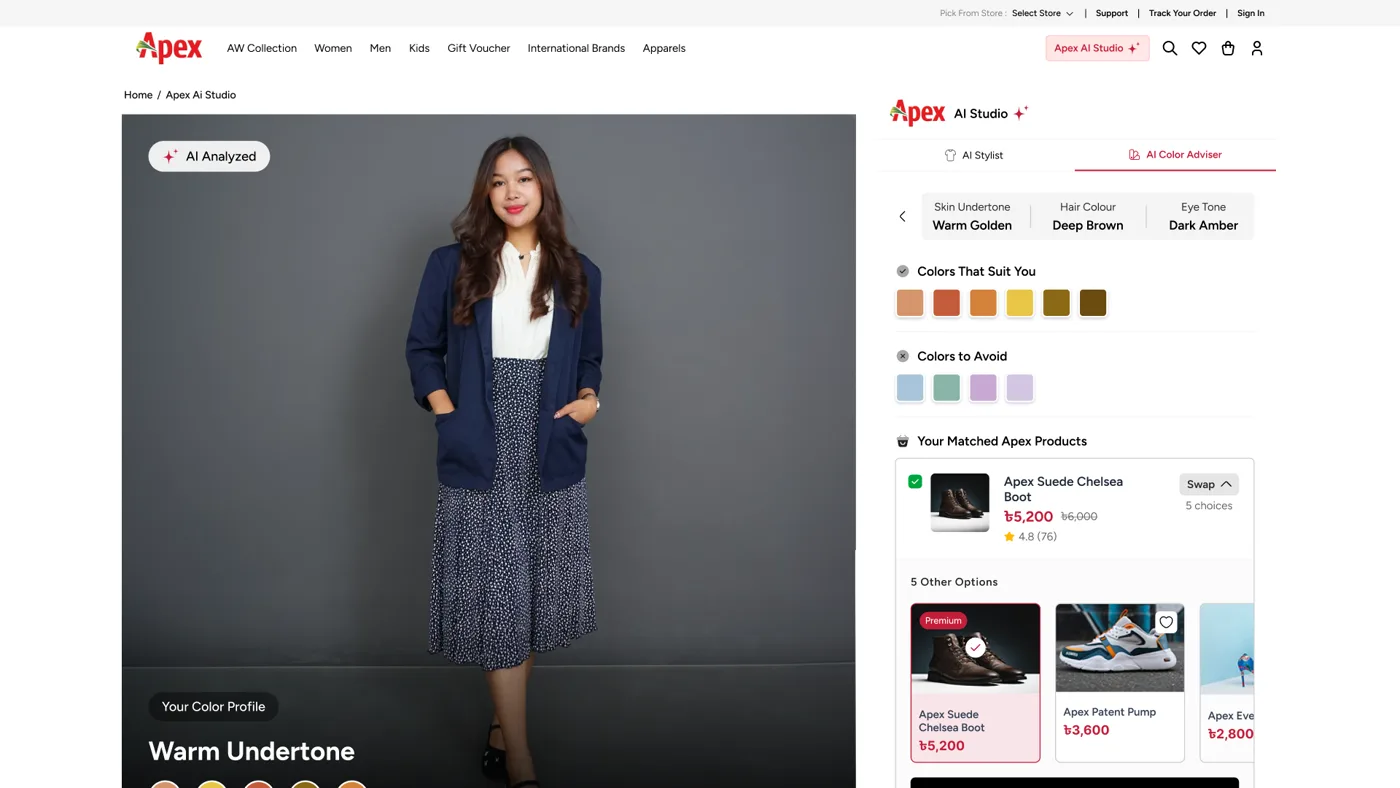 Pick From Store : Select Store | Support | Track Your Order | Sign In
Apex AW Collection Women Men Kids Gift Voucher International Brands Apparels Apex AI Studio
Home / Apex Ai Studio
AI Analyzed
Your Color Profile
Warm Undertone
Apex AI Studio
AI Stylist AI Color Adviser
Skin Undertone Hair Colour Eye Tone
Warm Golden Deep Brown Dark Amber
Colors That Suit You
Colors to Avoid
Your Matched Apex Products
Apex Suede Chelsea
Boot
৳5,200 ৳6,000
4.8 (76)
Swap
5 choices
5 Other Options
Premium
Apex Suede
Chelsea Boot
৳5,200
Apex Patent Pump
৳3,600
Apex Eve
৳2,800